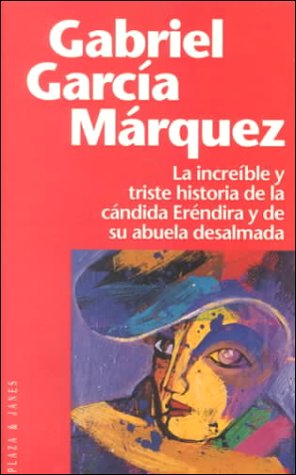 Gabriel
García
Márquez
La increíble y
triste historia de la
cándida Eréndira y de
su abuela desalmada
PLAZA & JANES